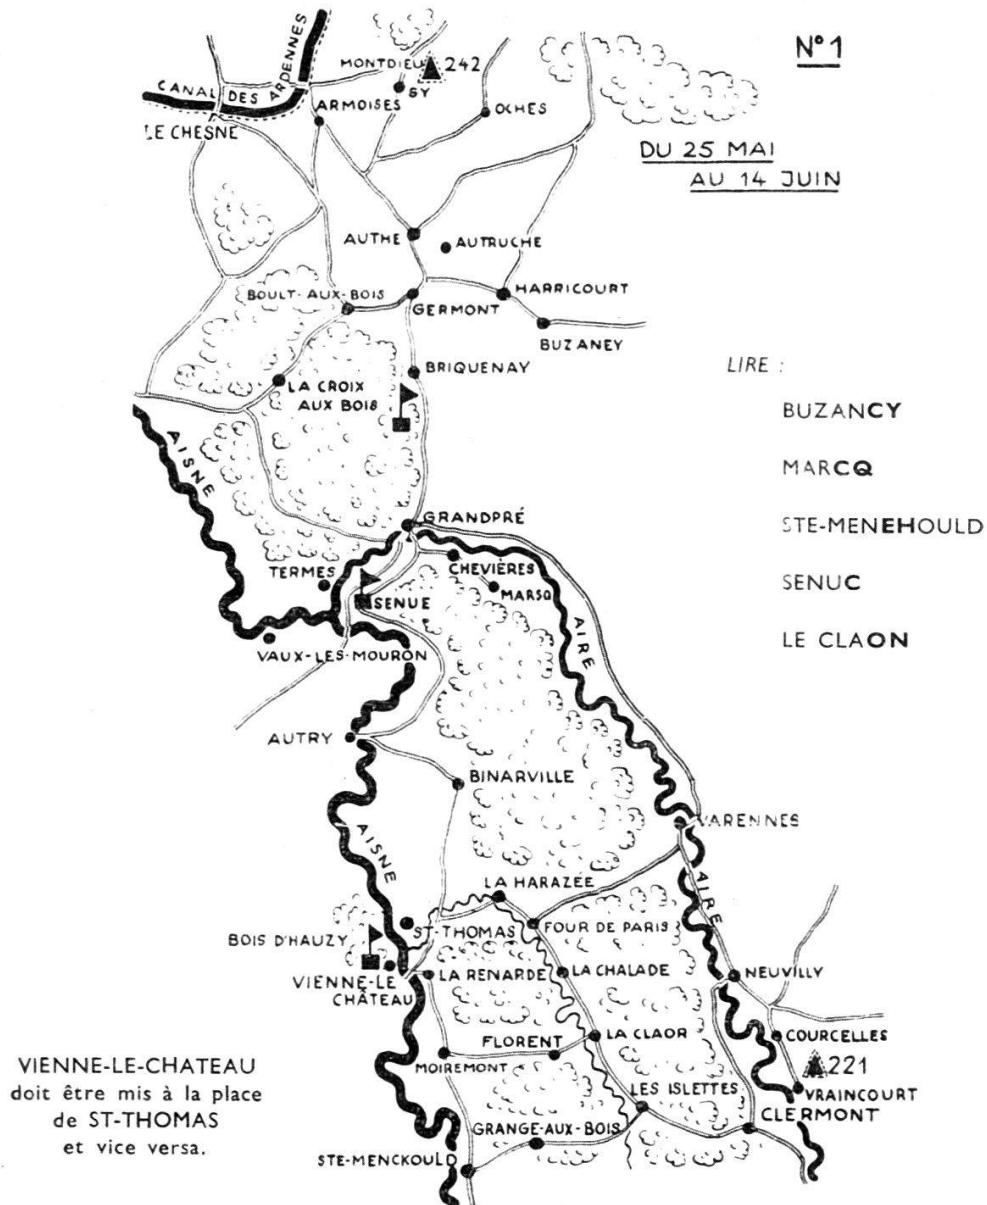 N° 1
DU 25 MAI
AU 14 JUIN
CANAL DES ARDENNES
LE CHESNE
MONTDIEU
242
SY
ARMOISES
OCHES
AUTHE
AUTRUCHE
BOULT-AUX-BOIS
GERMONT
HARRICOURT
BUZANEY
BRIQUENAY
LA CROIX
AUX BOIS
LIRE :
BUZANCY
MARCQ
STE-MENEHOULD
SENUC
LE CLAON
AISNE
GRANDPRÉ
TERMES
CHEVIÈRES
MARSQ
SENUE
AIRE
VAUX-LES-MOURON
AUTRY
BINARVILLE
AISNE
VARENNES
LA HARAZÉE
AIRE
BOIS D'HAUZY
ST-THOMAS
FOUR DE PARIS
VIENNE-LE
CHÂTEAU
LA RENARDE
LA CHALADE
NEUVILLY
FLORENT
LA CLAOR
COURCELLES
MOIREMONT
221
LES ISLETTES
VRAINCOURT
CLERMONT
GRANGE-AUX-BOIS
STE-MENCKOULD
VIENNE-LE-CHATEAU
doit être mis à la place
de ST-THOMAS
et vice versa.